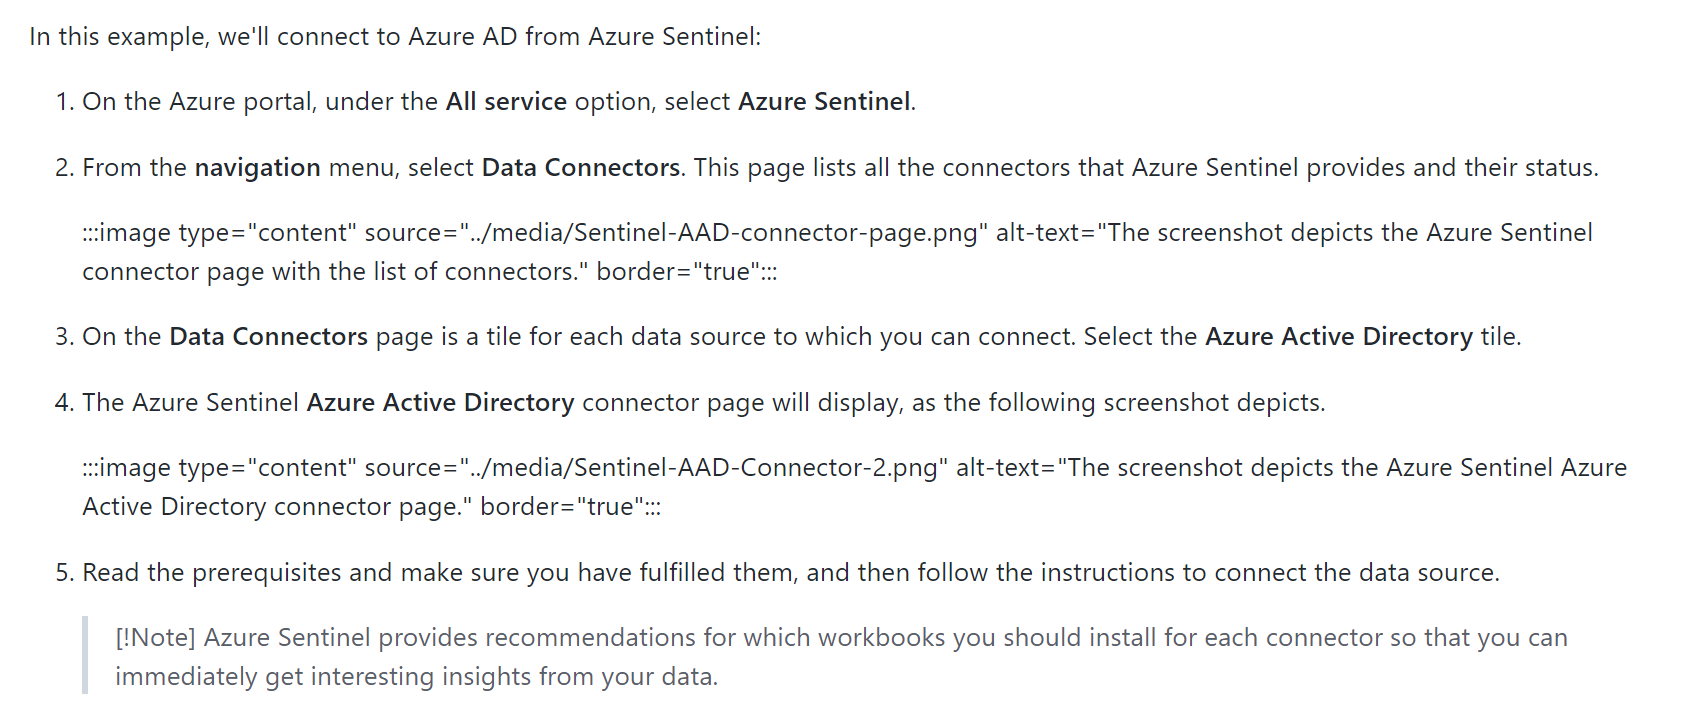 In this example, we'll connect to Azure AD from Azure Sentinel:
1. On the Azure portal, under the All service option, select Azure Sentinel.
2. From the navigation menu, select Data Connectors. This page lists all the connectors that Azure Sentinel provides and their status.
:::image type="content" source="../media/Sentinel-AAD-connector-page.png" alt-text="The screenshot depicts the Azure Sentinel
connector page with the list of connectors." border="true":::
3. On the Data Connectors page is a tile for each data source to which you can connect. Select the Azure Active Directory tile.
4. The Azure Sentinel Azure Active Directory connector page will display, as the following screenshot depicts.
:::image type="content" source="../media/Sentinel-AAD-Connector-2.png" alt-text="The screenshot depicts the Azure Sentinel Azure
Active Directory connector page." border="true":::
5. Read the prerequisites and make sure you have fulfilled them, and then follow the instructions to connect the data source.
[!Note] Azure Sentinel provides recommendations for which workbooks you should install for each connector so that you can
immediately get interesting insights from your data.